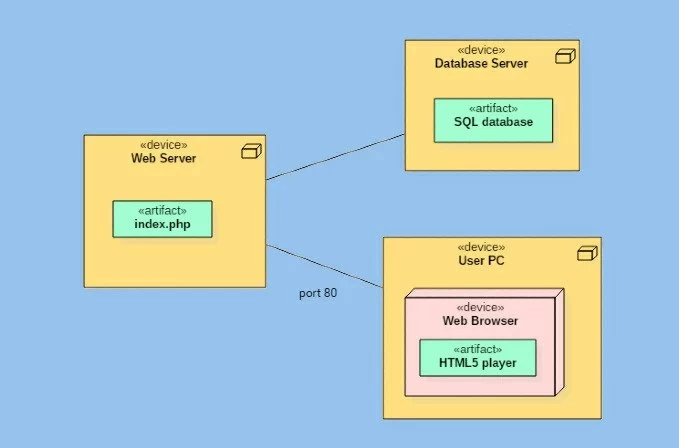 «device»
Database Server
«artifact»
SQL database
«device»
Web Server
«artifact»
index.php
port 80
«device»
User PC
«device»
Web Browser
«artifact»
HTML5 player